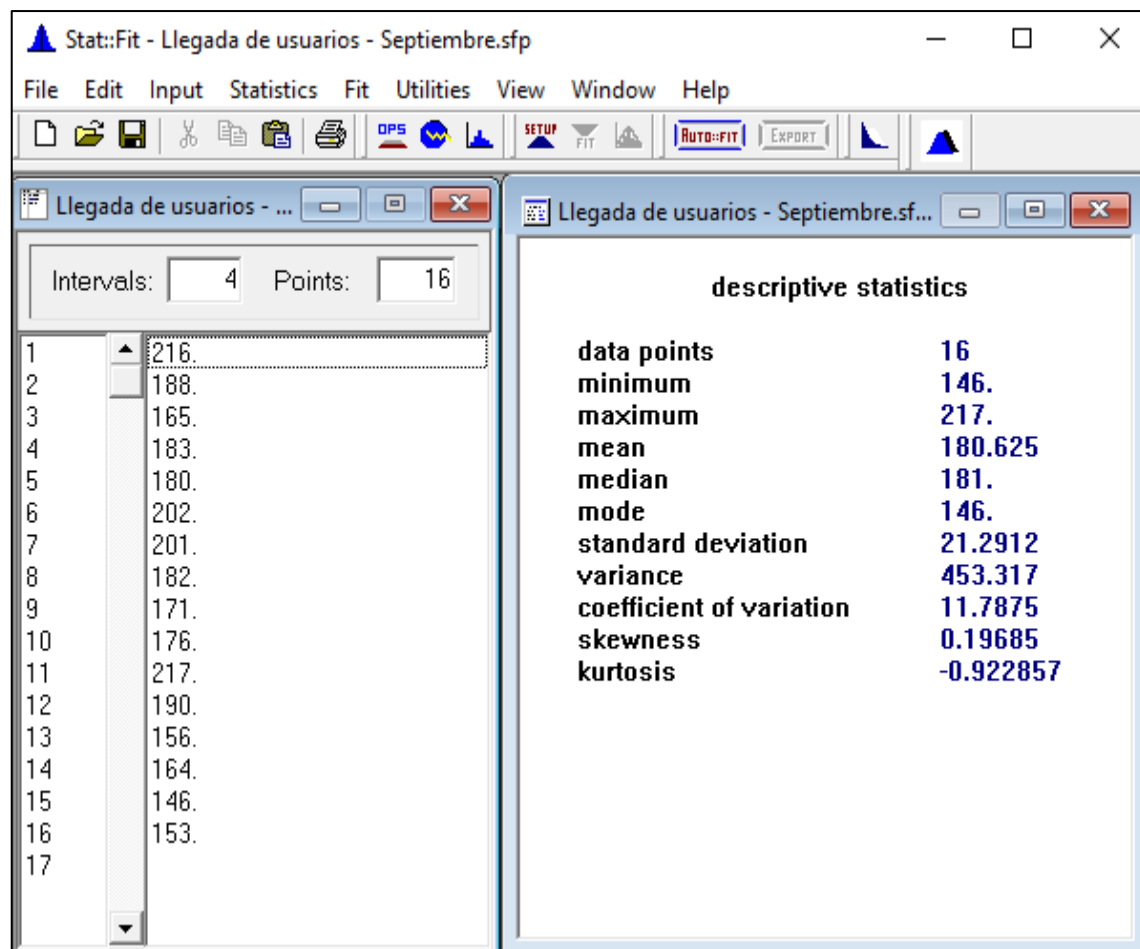 Stat::Fit - Llegada de usuarios - Septiembre.sfp
File Edit Input Statistics Fit Utilities View Window Help
OPS SETUP FIT AUTO::FIT EXPORT
Llegada de usuarios - ...
Intervals: 4 Points: 16
1 216.
2 188.
3 165.
4 183.
5 180.
6 202.
7 201.
8 182.
9 171.
10 176.
11 217.
12 190.
13 156.
14 164.
15 146.
16 153.
17
Llegada de usuarios - Septiembre.sf...
descriptive statistics
data points 16
minimum 146.
maximum 217.
mean 180.625
median 181.
mode 146.
standard deviation 21.2912
variance 453.317
coefficient of variation 11.7875
skewness 0.19685
kurtosis -0.922857